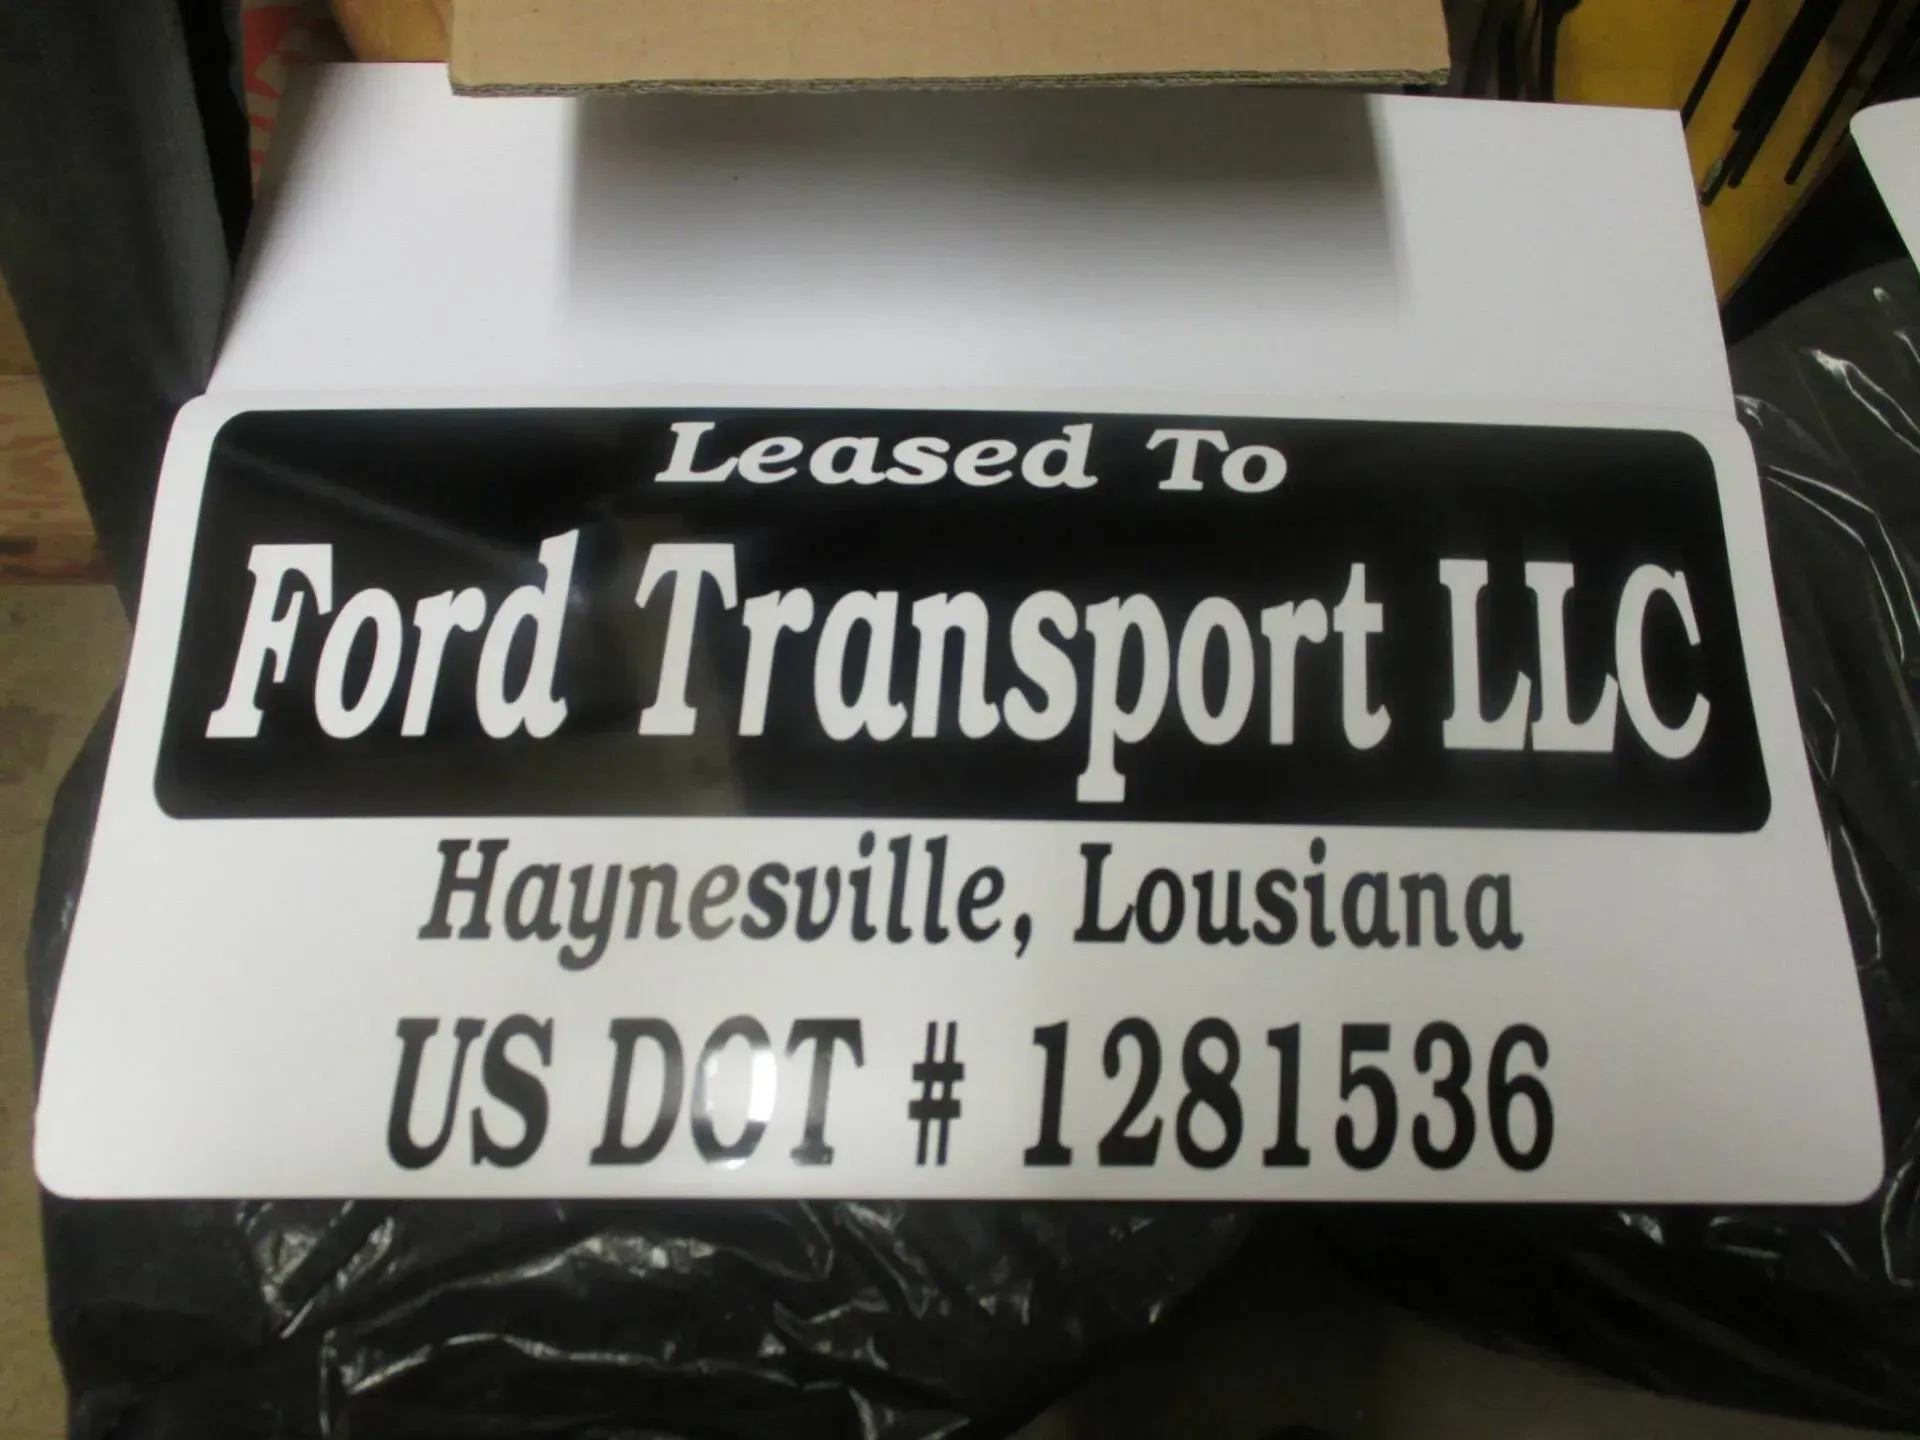 Leased To
Ford Transport LLC
Haynesville, Lousiana
US DOT # 1281536